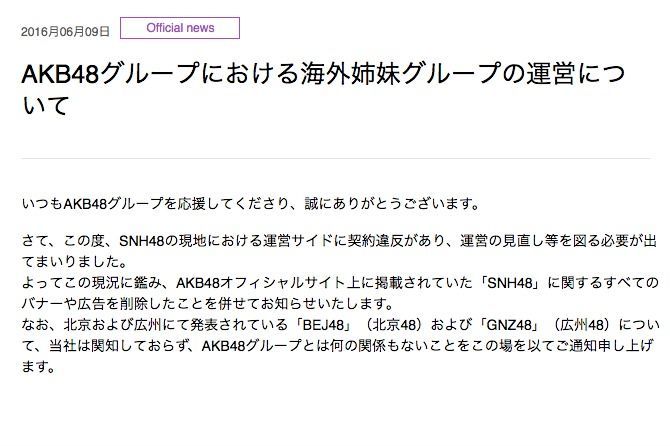 2016月06月09日 Official news
AKB48グループにおける海外姉妹グループの運営につ
いて
いつもAKB48グループを応援してくださり、誠にありがとうございます。
さて、この度、SNH48の現地における運営サイドに契約違反があり、運営の見直し等を図る必要が出
てまいりました。
よってこの現況に鑑み、AKB48オフィシャルサイト上に掲載されていた「SNH48」に関するすべての
バナーや広告を削除したことを併せてお知らせいたします。
なお、北京および広州にて発表されている「BEJ48」（北京48）および「GNZ48」（広州48）につい
て、当社は関知しておらず、AKB48グループとは何の関係もないことをこの場を以てご通知申し上げ
ます。